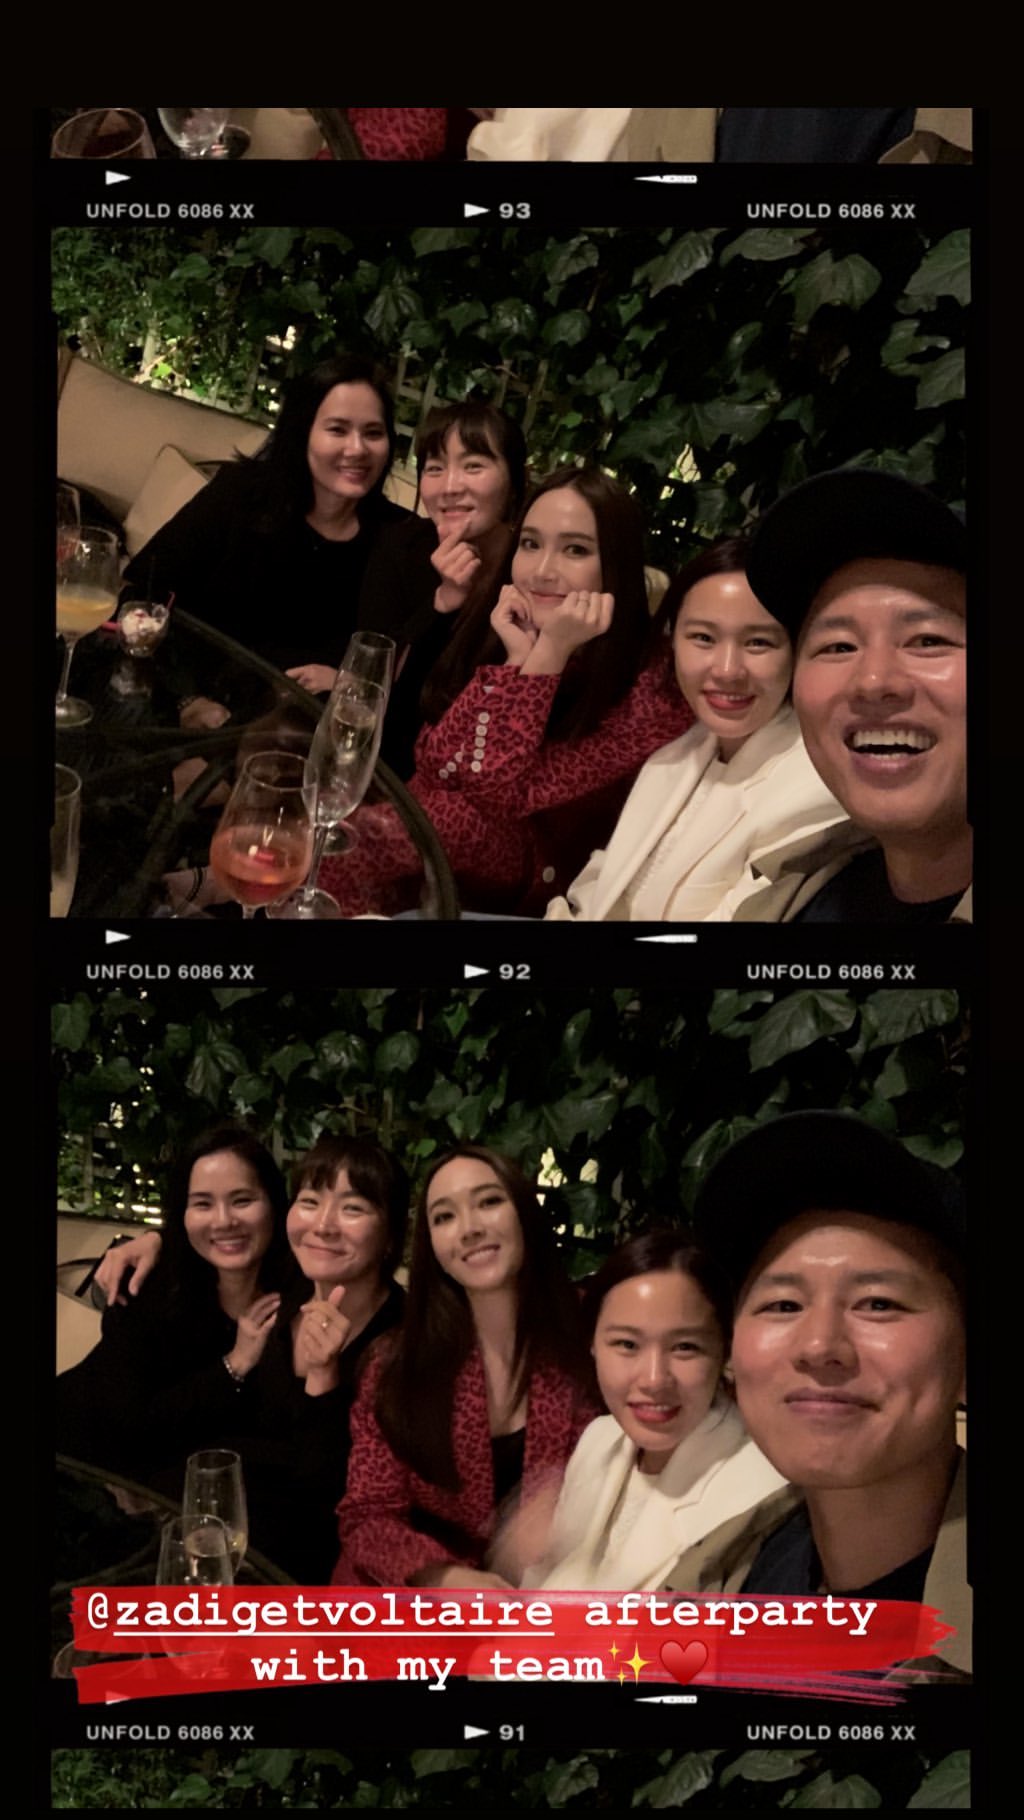 UNFOLD 6086 XX ▶ 93 UNFOLD 6086 XX
UNFOLD 6086 XX ▶ 92 UNFOLD 6086 XX
@zadigetvoltaire afterparty
with my team✨♥️
UNFOLD 6086 XX ▶ 91 UNFOLD 6086 XX